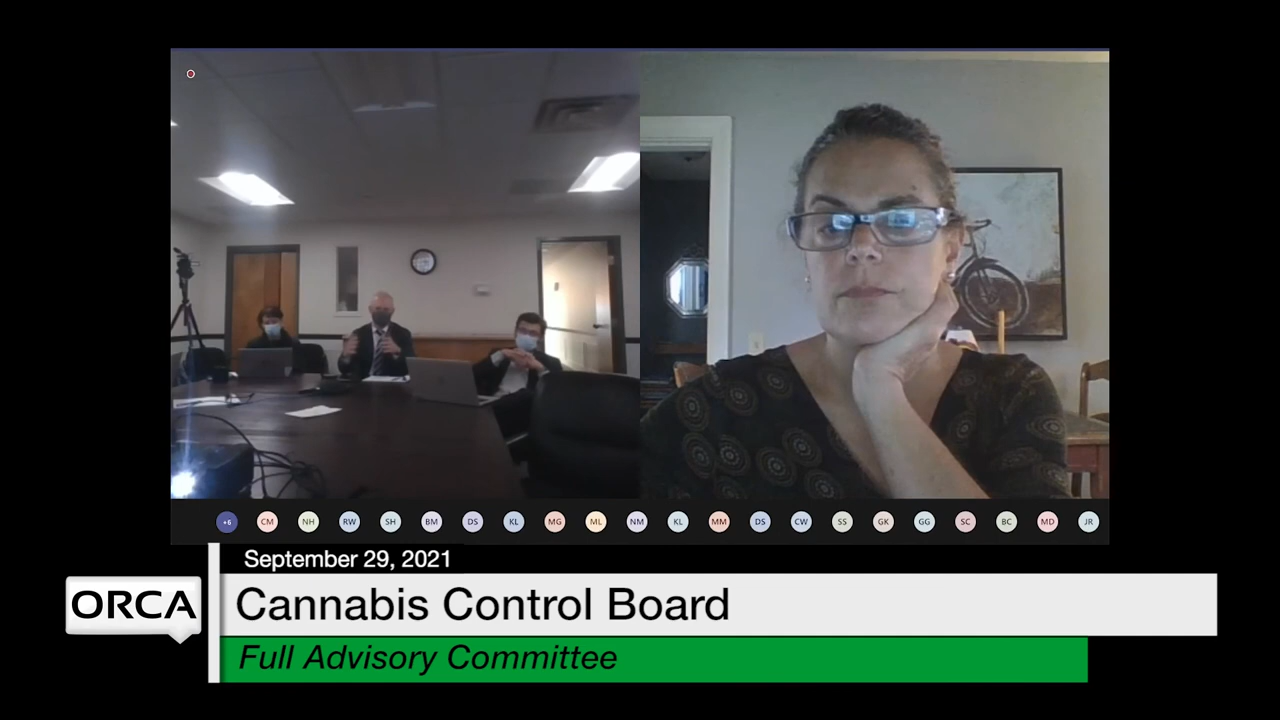 +6 CM NH RW SH BM DS KL MG ML NM KL MM DS CW SS GK GG SC BC MD JR
September 29, 2021
ORCA
Cannabis Control Board
Full Advisory Committee